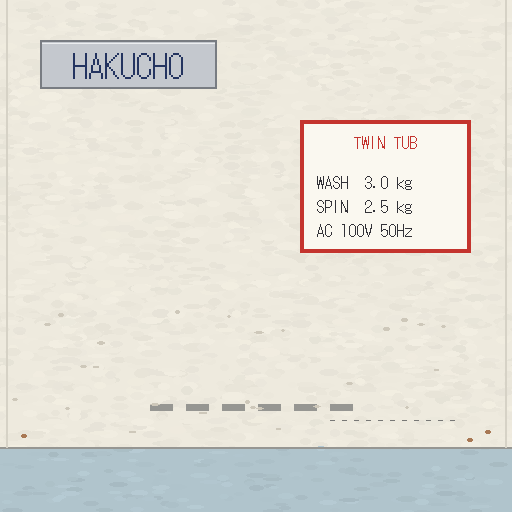 HAKUCHO
TWIN TUB
WASH 3.0 kg
SPIN 2.5 kg
AC 100V 50Hz